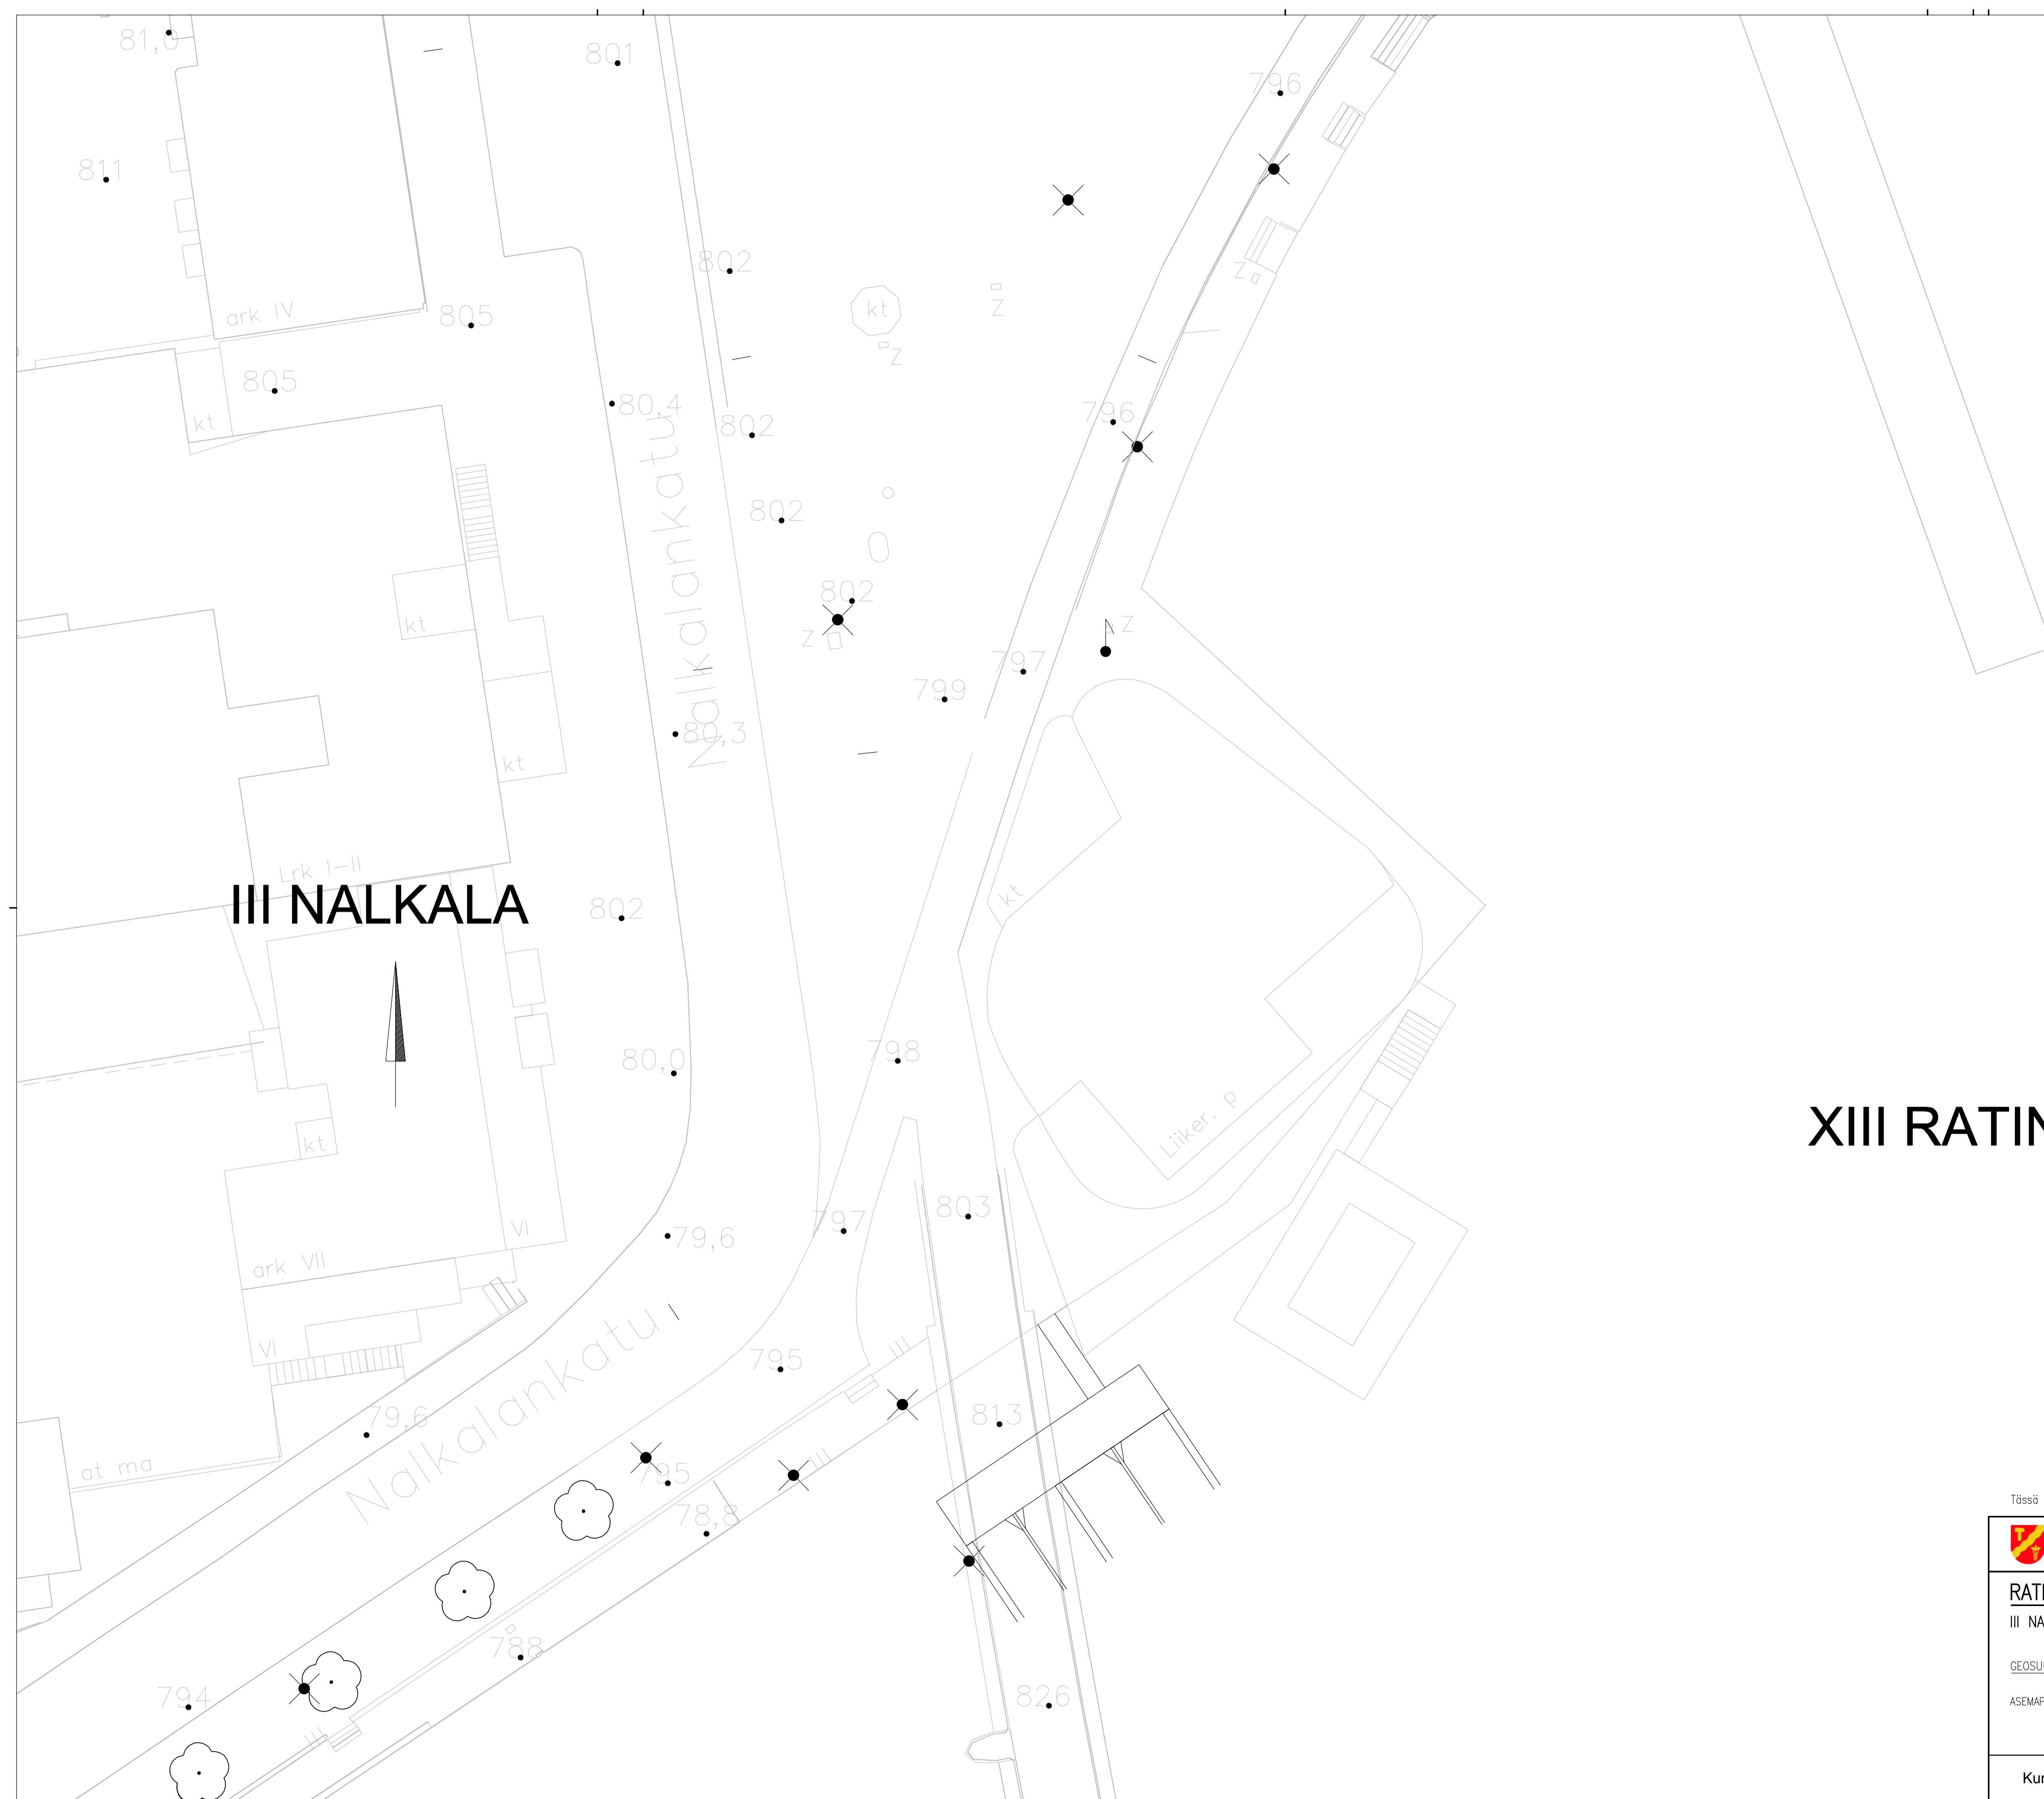 81,0
801
796
811
802
z
ark IV
805
kt
z
z
805
kt
80,4
802
796
Nalkalankatu
802
802
kt
z
z
797
799
80,3
kt
Lrk I-II
III NALKALA
802
kt
798
80,0
XIII RATIN
kt
Liiker. p
803
797
VI
79,6
ark VII
VI
795
Nalkalankatu
79,6
813
at ma
795
78,8
Tässä
RATI
III NA
788
GEOSU
794
826
ASEMAP
Kun